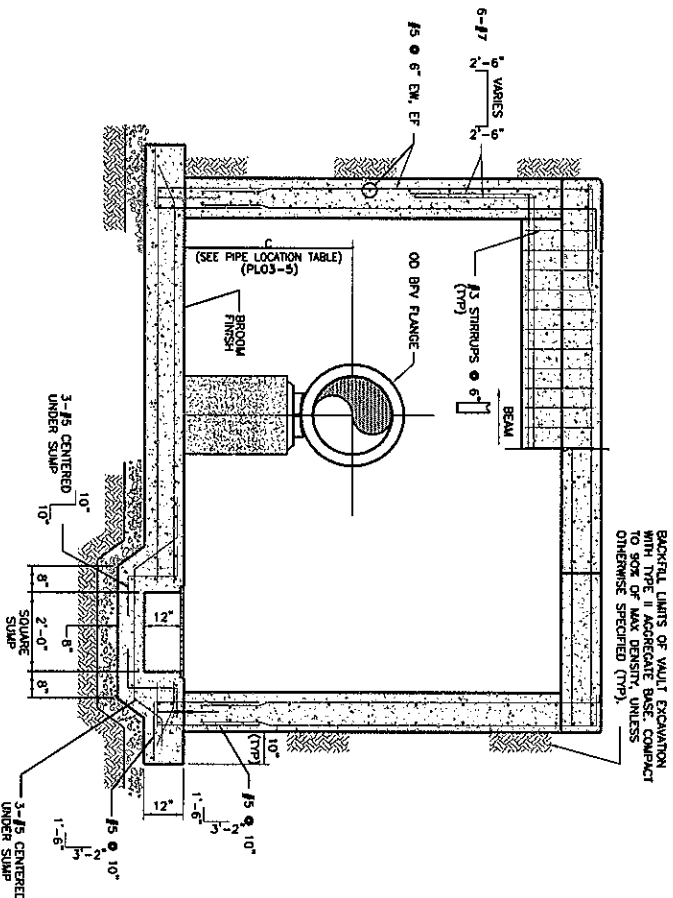 BACKFILL LIMITS OF VAULT EXCAVATION
WITH TYPE II AGGREGATE BASE. COMPACT
TO 90% OF MAX DENSITY, UNLESS
OTHERWISE SPECIFIED (TYP).
6-#7
2'-6"
VARIES
2'-6"
#5 @ 6" EW, EF
#3 STIRRUPS @ 6"
(TYP)
BEAM
OD BFV FLANGE
C
(SEE PIPE LOCATION TABLE)
(PL03-5)
BROOM
FINISH
3-#5 CENTERED
UNDER SUMP
10"
10"
8"
2'-0"
8"
SQUARE
SUMP
12"
8"
10"
(TYP)
12"
#5 @ 10"
3'-2"
1'-6"
#5 @ 10"
3'-2"
1'-6"
3-#5 CENTERED
UNDER SUMP